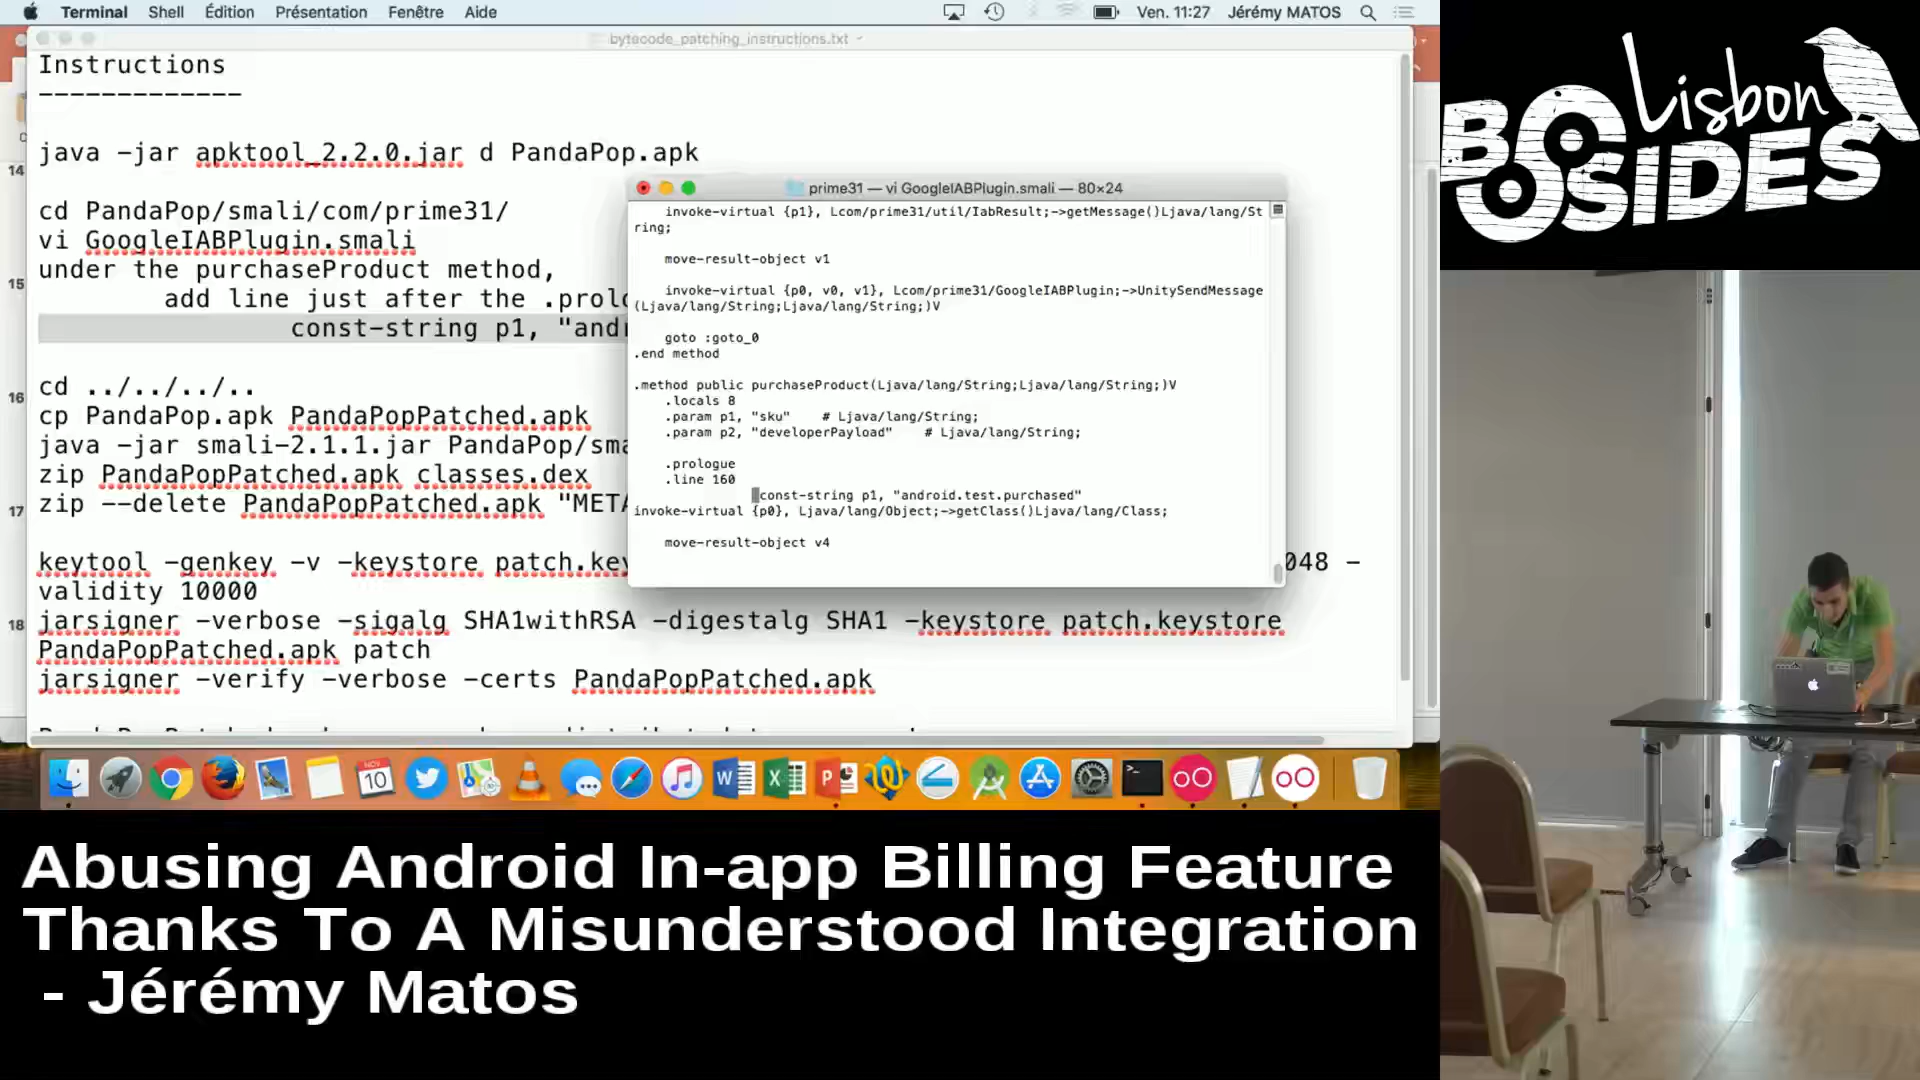 Terminal Shell Édition Présentation Fenêtre Aide Ven. 11:27 Jérémy MATOS
bytecode_patching_instructions.txt
Instructions
-------------
java -jar apktool_2.2.0.jar d PandaPop.apk
cd PandaPop/smali/com/prime31/
vi GoogleIABPlugin.smali
under the purchaseProduct method,
add line just after the .prolo
const-string p1, "andr
cd ../../../..
cp PandaPop.apk PandaPopPatched.apk
java -jar smali-2.1.1.jar PandaPop/sma
zip PandaPopPatched.apk classes.dex
zip --delete PandaPopPatched.apk "META
keytool -genkey -v -keystore patch.key 048 -
validity 10000
jarsigner -verbose -sigalg SHA1withRSA -digestalg SHA1 -keystore patch.keystore
PandaPopPatched.apk patch
jarsigner -verify -verbose -certs PandaPopPatched.apk
14
15
16
17
18
prime31 — vi GoogleIABPlugin.smali — 80×24
invoke-virtual {p1}, Lcom/prime31/util/IabResult;->getMessage()Ljava/lang/St
ring;
move-result-object v1
invoke-virtual {p0, v0, v1}, Lcom/prime31/GoogleIABPlugin;->UnitySendMessage
(Ljava/lang/String;Ljava/lang/String;)V
goto :goto_0
.end method
.method public purchaseProduct(Ljava/lang/String;Ljava/lang/String;)V
.locals 8
.param p1, "sku" # Ljava/lang/String;
.param p2, "developerPayload" # Ljava/lang/String;
.prologue
.line 160
const-string p1, "android.test.purchased"
invoke-virtual {p0}, Ljava/lang/Object;->getClass()Ljava/lang/Class;
move-result-object v4
NOV
10
Lisbon
BSIDES
Abusing Android In-app Billing Feature
Thanks To A Misunderstood Integration
- Jérémy Matos